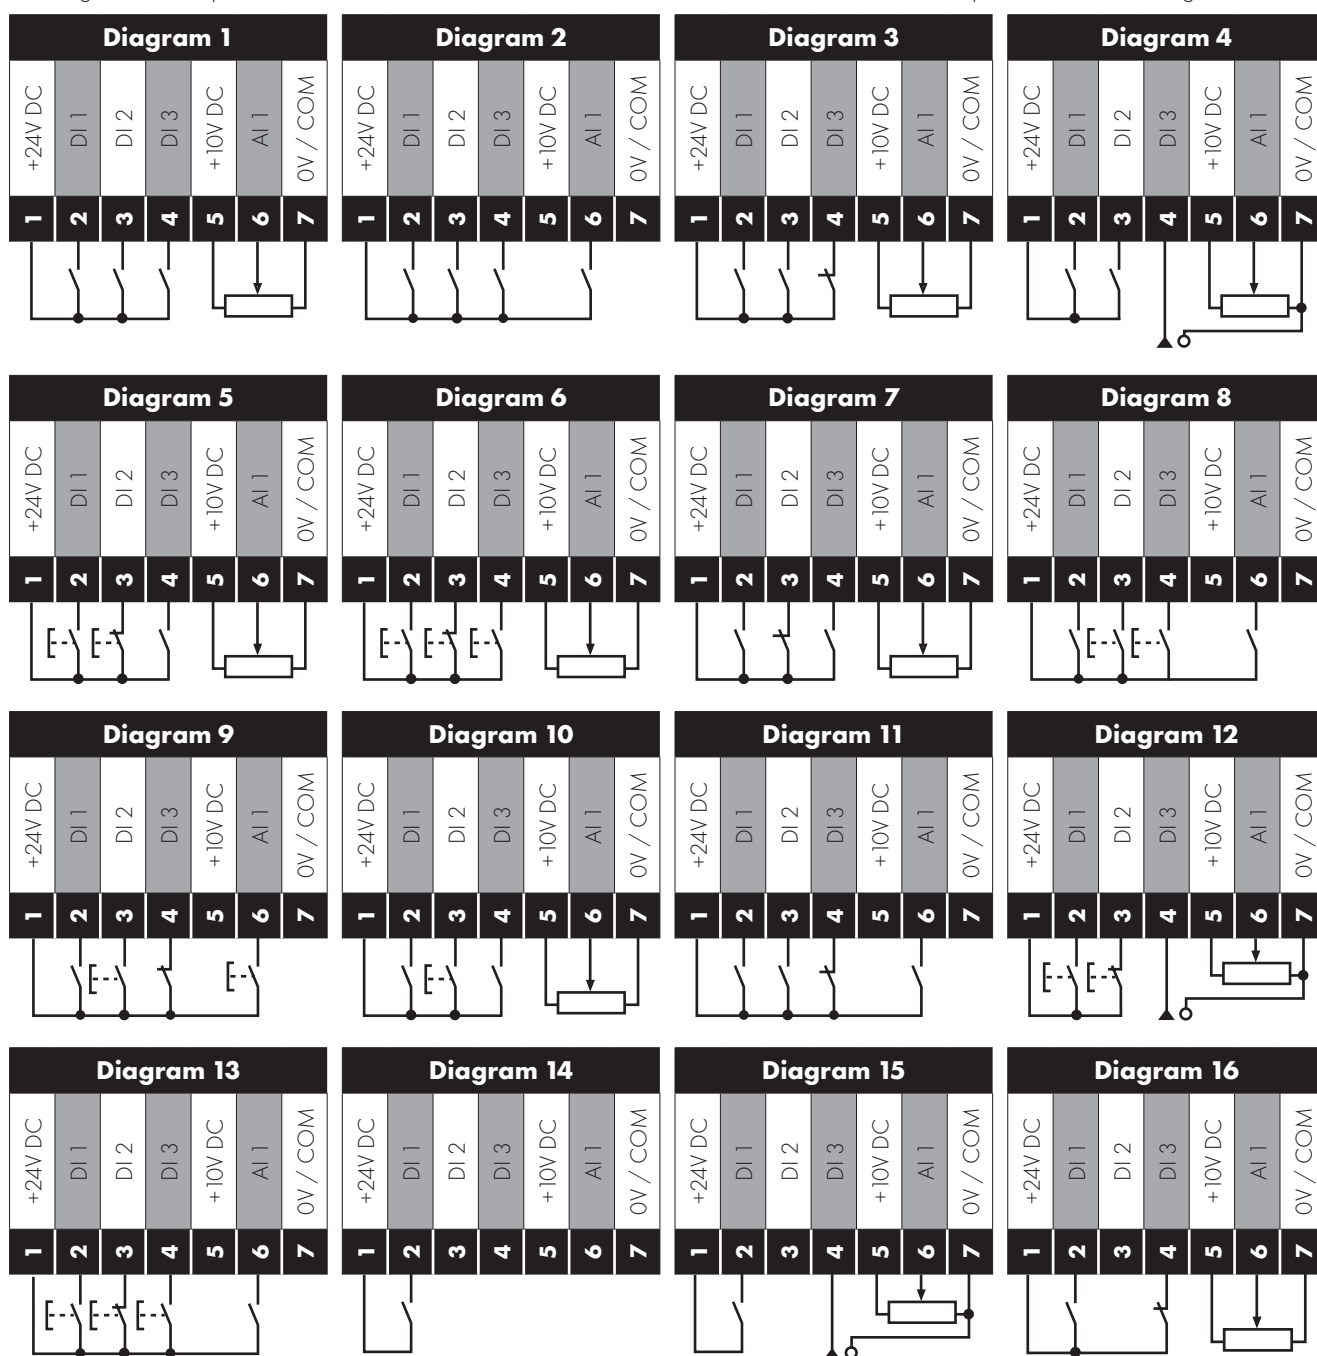 Diagram 1 Diagram 2 Diagram 3 Diagram 4
+24V DC DI 1 DI 2 DI 3 +10V DC AI 1 0V / COM +24V DC DI 1 DI 2 DI 3 +10V DC AI 1 0V / COM +24V DC DI 1 DI 2 DI 3 +10V DC AI 1 0V / COM +24V DC DI 1 DI 2 DI 3 +10V DC AI 1 0V / COM
1 2 3 4 5 6 7 1 2 3 4 5 6 7 1 2 3 4 5 6 7 1 2 3 4 5 6 7
Diagram 5 Diagram 6 Diagram 7 Diagram 8
+24V DC DI 1 DI 2 DI 3 +10V DC AI 1 0V / COM +24V DC DI 1 DI 2 DI 3 +10V DC AI 1 0V / COM +24V DC DI 1 DI 2 DI 3 +10V DC AI 1 0V / COM +24V DC DI 1 DI 2 DI 3 +10V DC AI 1 0V / COM
1 2 3 4 5 6 7 1 2 3 4 5 6 7 1 2 3 4 5 6 7 1 2 3 4 5 6 7
Diagram 9 Diagram 10 Diagram 11 Diagram 12
+24V DC DI 1 DI 2 DI 3 +10V DC AI 1 0V / COM +24V DC DI 1 DI 2 DI 3 +10V DC AI 1 0V / COM +24V DC DI 1 DI 2 DI 3 +10V DC AI 1 0V / COM +24V DC DI 1 DI 2 DI 3 +10V DC AI 1 0V / COM
1 2 3 4 5 6 7 1 2 3 4 5 6 7 1 2 3 4 5 6 7 1 2 3 4 5 6 7
Diagram 13 Diagram 14 Diagram 15 Diagram 16
+24V DC DI 1 DI 2 DI 3 +10V DC AI 1 0V / COM +24V DC DI 1 DI 2 DI 3 +10V DC AI 1 0V / COM +24V DC DI 1 DI 2 DI 3 +10V DC AI 1 0V / COM +24V DC DI 1 DI 2 DI 3 +10V DC AI 1 0V / COM
1 2 3 4 5 6 7 1 2 3 4 5 6 7 1 2 3 4 5 6 7 1 2 3 4 5 6 7